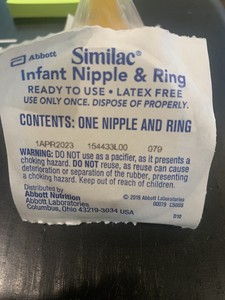 Abbott
Similac®
Infant Nipple & Ring
READY TO USE • LATEX FREE
USE ONLY ONCE. DISPOSE OF PROPERLY.
CONTENTS: ONE NIPPLE AND RING
1APR2023 154433L00 079
WARNING: DO NOT use as a pacifier, as it presents a
choking hazard. DO NOT reuse, as reuse can cause
deterioration or separation of the rubber, presenting
a choking hazard. Keep out of reach of children.
Distributed by
Abbott Nutrition © 2019 Abbott Laboratories
Abbott Laboratories
Columbus, Ohio 43219-3034 USA